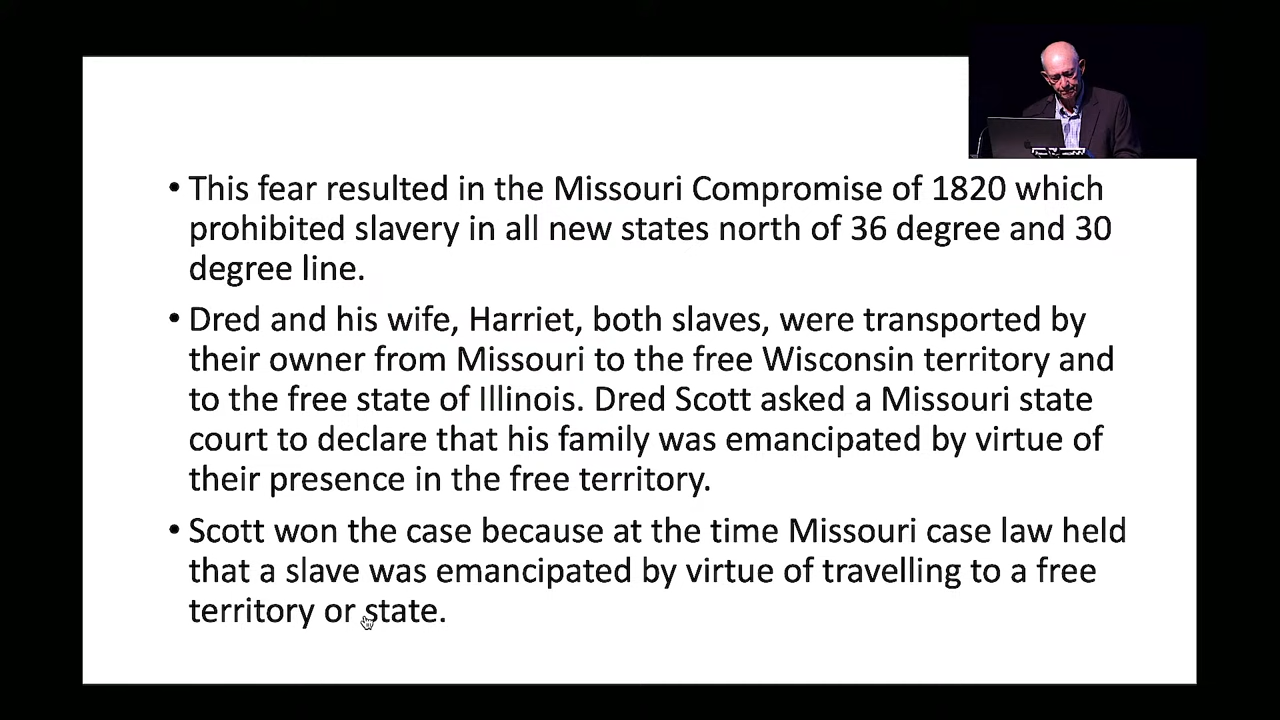 • This fear resulted in the Missouri Compromise of 1820 which
prohibited slavery in all new states north of 36 degree and 30
degree line.
• Dred and his wife, Harriet, both slaves, were transported by
their owner from Missouri to the free Wisconsin territory and
to the free state of Illinois. Dred Scott asked a Missouri state
court to declare that his family was emancipated by virtue of
their presence in the free territory.
• Scott won the case because at the time Missouri case law held
that a slave was emancipated by virtue of travelling to a free
territory or state.